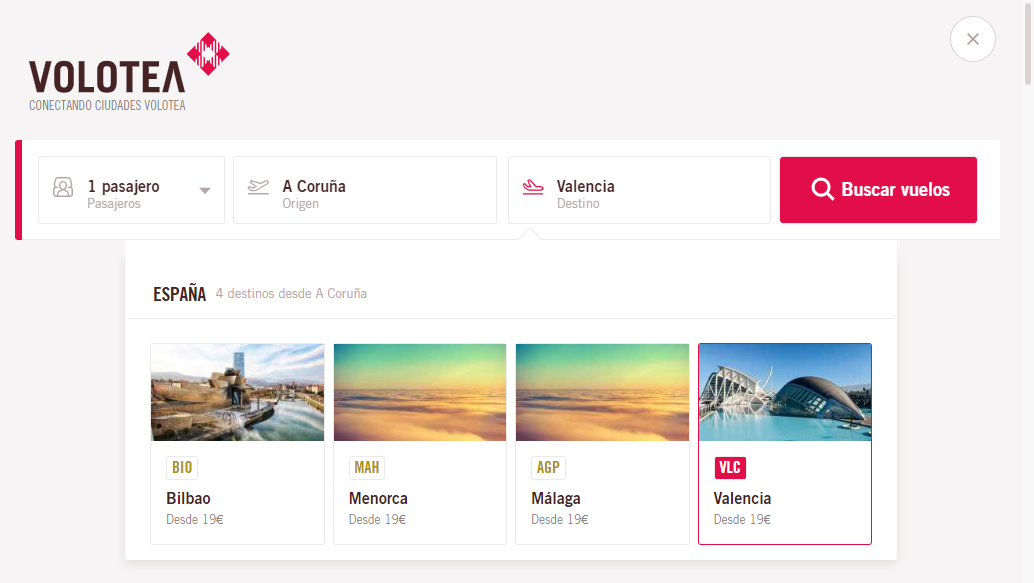 VOLOTEA
CONECTANDO CIUDADES VOLOTEA
1 pasajero
Pasajeros
A Coruña
Origen
Valencia
Destino
Buscar vuelos
ESPAÑA 4 destinos desde A Coruña
BIO
Bilbao
Desde 19€
MAH
Menorca
Desde 19€
AGP
Málaga
Desde 19€
VLC
Valencia
Desde 19€